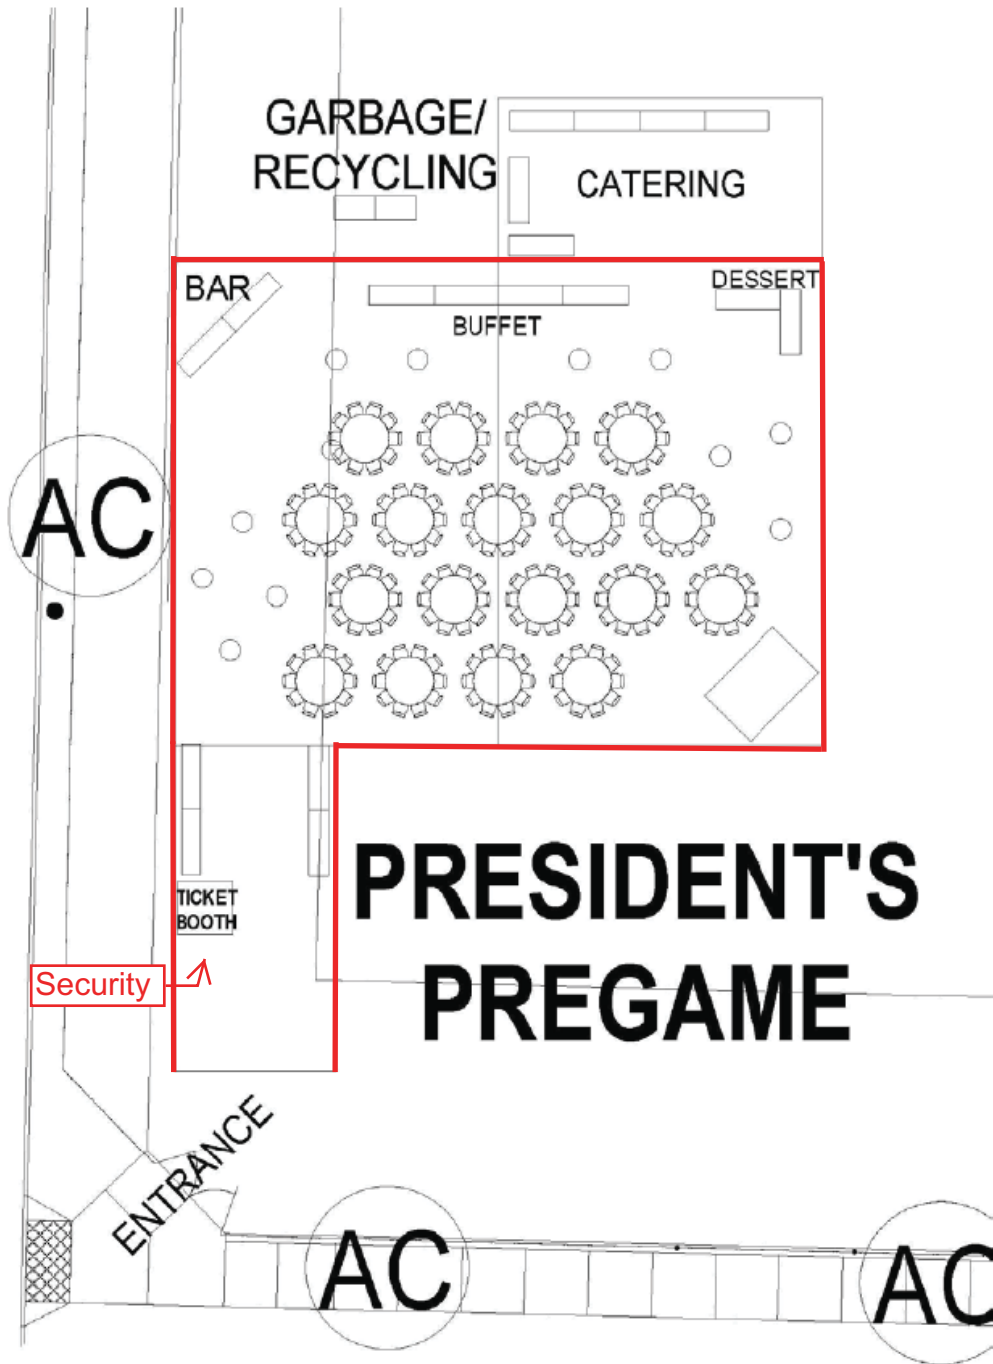 GARBAGE/
RECYCLING
CATERING
BAR
DESSERT
BUFFET
AC
TICKET
BOOTH
PRESIDENT'S
PREGAME
Security
ENTRANCE
AC
AC